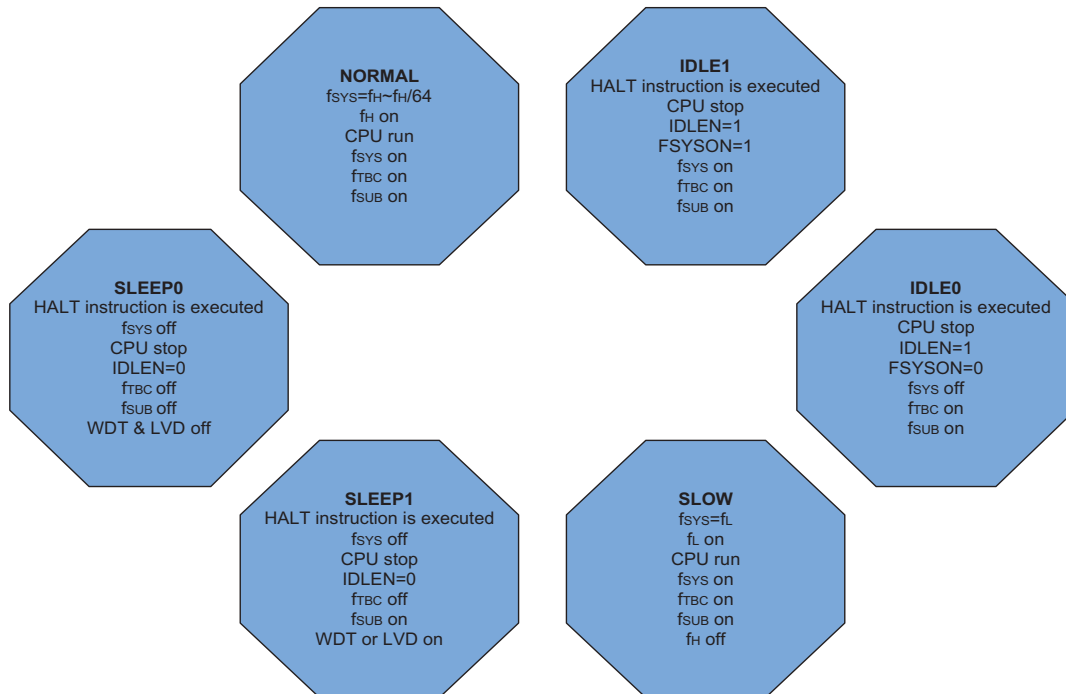 NORMAL
fSYS=fH~fH/64
fH on
CPU run
fSYS on
fTBC on
fSUB on
IDLE1
HALT instruction is executed
CPU stop
IDLEN=1
FSYSON=1
fSYS on
fTBC on
fSUB on
SLEEP0
HALT instruction is executed
fSYS off
CPU stop
IDLEN=0
fTBC off
fSUB off
WDT & LVD off
IDLE0
HALT instruction is executed
CPU stop
IDLEN=1
FSYSON=0
fSYS off
fTBC on
fSUB on
SLEEP1
HALT instruction is executed
fSYS off
CPU stop
IDLEN=0
fTBC off
fSUB on
WDT or LVD on
SLOW
fSYS=fL
fL on
CPU run
fSYS on
fTBC on
fSUB on
fH off